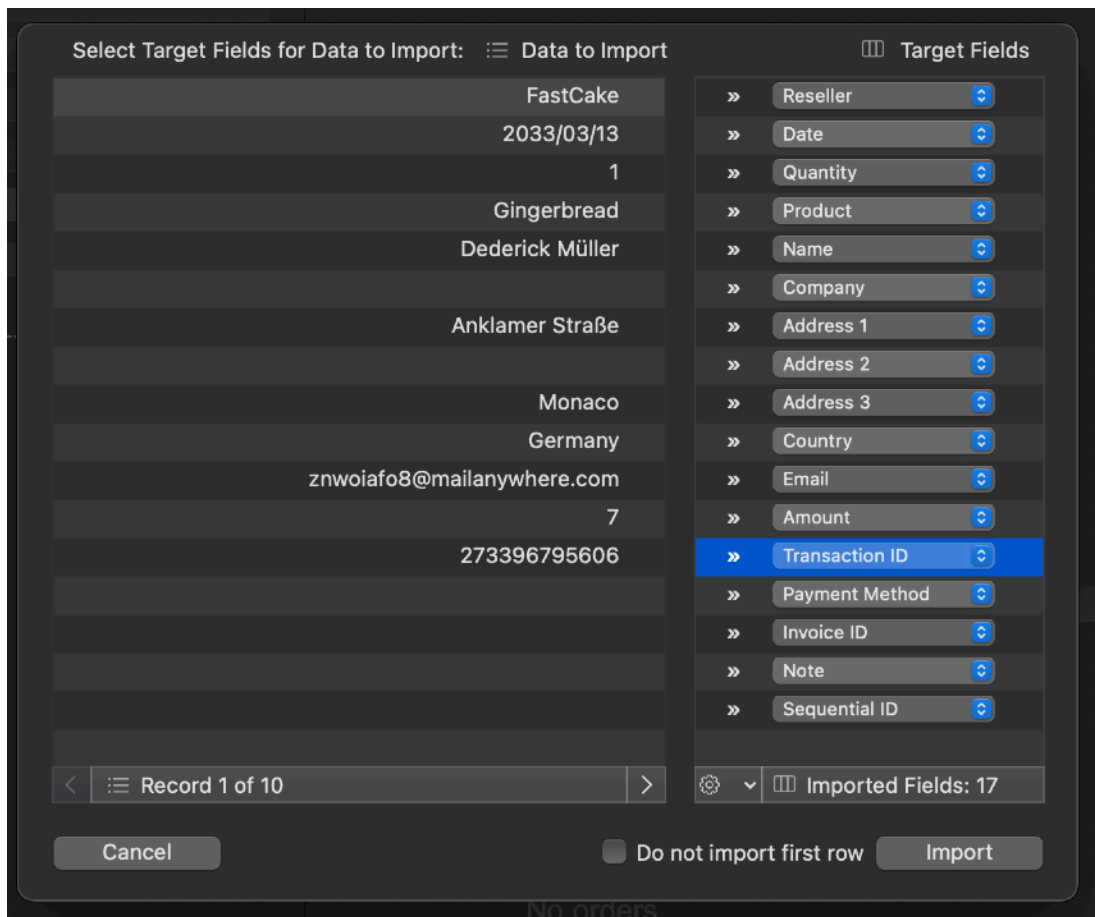 Select Target Fields for Data to Import: Data to Import Target Fields
FastCake » Reseller
2033/03/13 » Date
1 » Quantity
Gingerbread » Product
Dederick Müller » Name
» Company
Anklamer Straße » Address 1
» Address 2
Monaco » Address 3
Germany » Country
znwoiafo8@mailanywhere.com » Email
7 » Amount
273396795606 » Transaction ID
» Payment Method
» Invoice ID
» Note
» Sequential ID
Record 1 of 10 Imported Fields: 17
Cancel Do not import first row Import
No orders